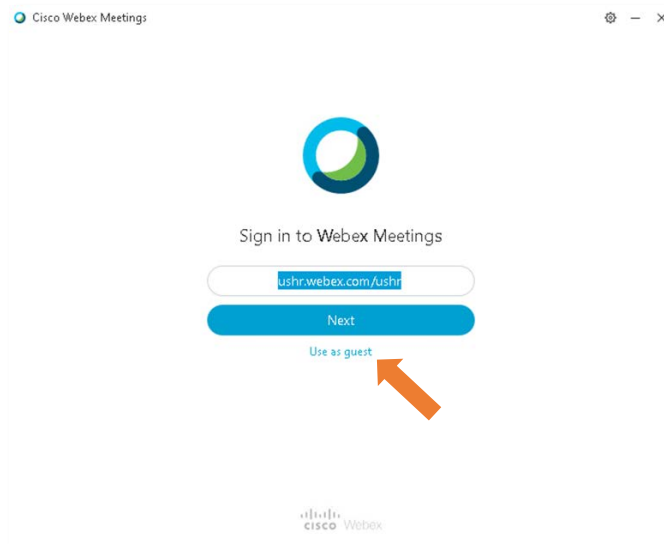 Cisco Webex Meetings
Sign in to Webex Meetings
ushr.webex.com/ushr
Next
Use as guest
CISCO Webex